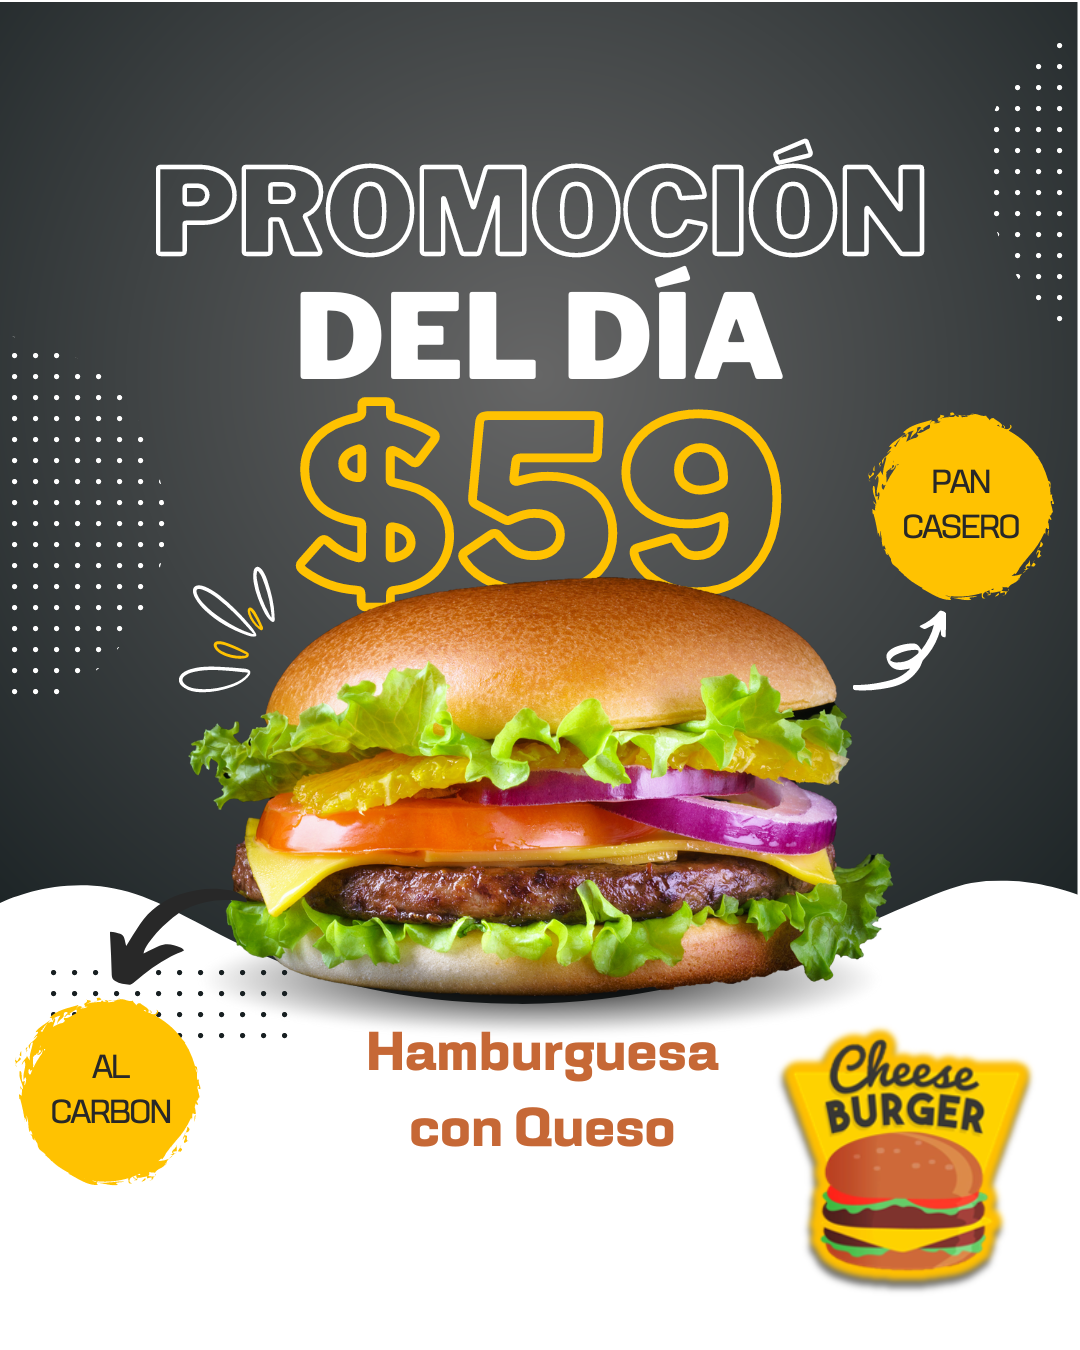 PROMOCIÓN
DEL DÍA
$59
PAN
CASERO
AL
CARBON
Hamburguesa
con Queso
Cheese
BURGER